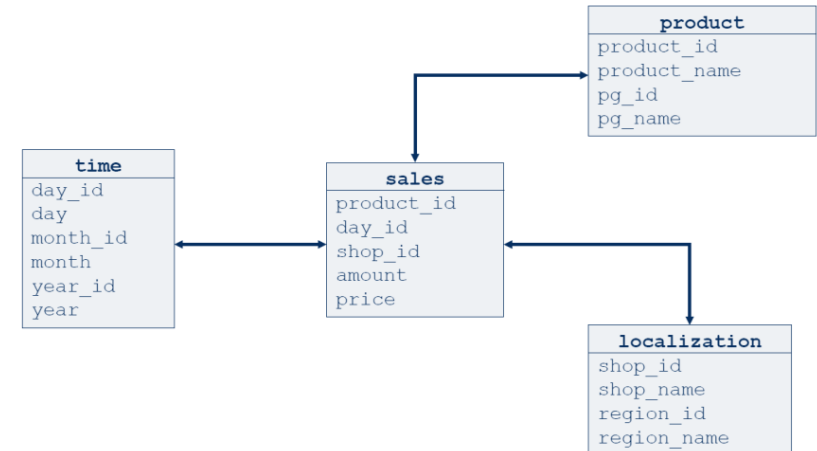 product
product_id
product_name
pg_id
pg_name
time
day_id
day
month_id
month
year_id
year
sales
product_id
day_id
shop_id
amount
price
localization
shop_id
shop_name
region_id
region_name